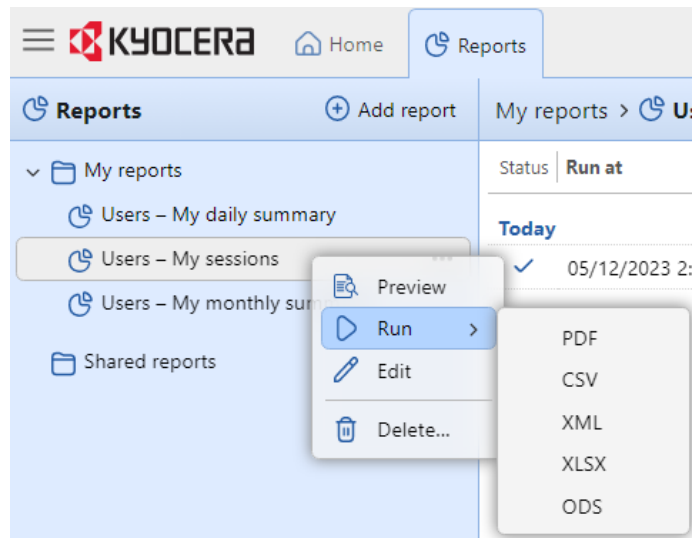 KYOCERA
Home
Reports
Reports
Add report
My reports >
Status Run at
My reports
Users – My daily summary
Today
Users – My sessions
05/12/2023 2:
Preview
Users – My monthly
Run
PDF
Shared reports
Edit
CSV
XML
Delete...
XLSX
ODS